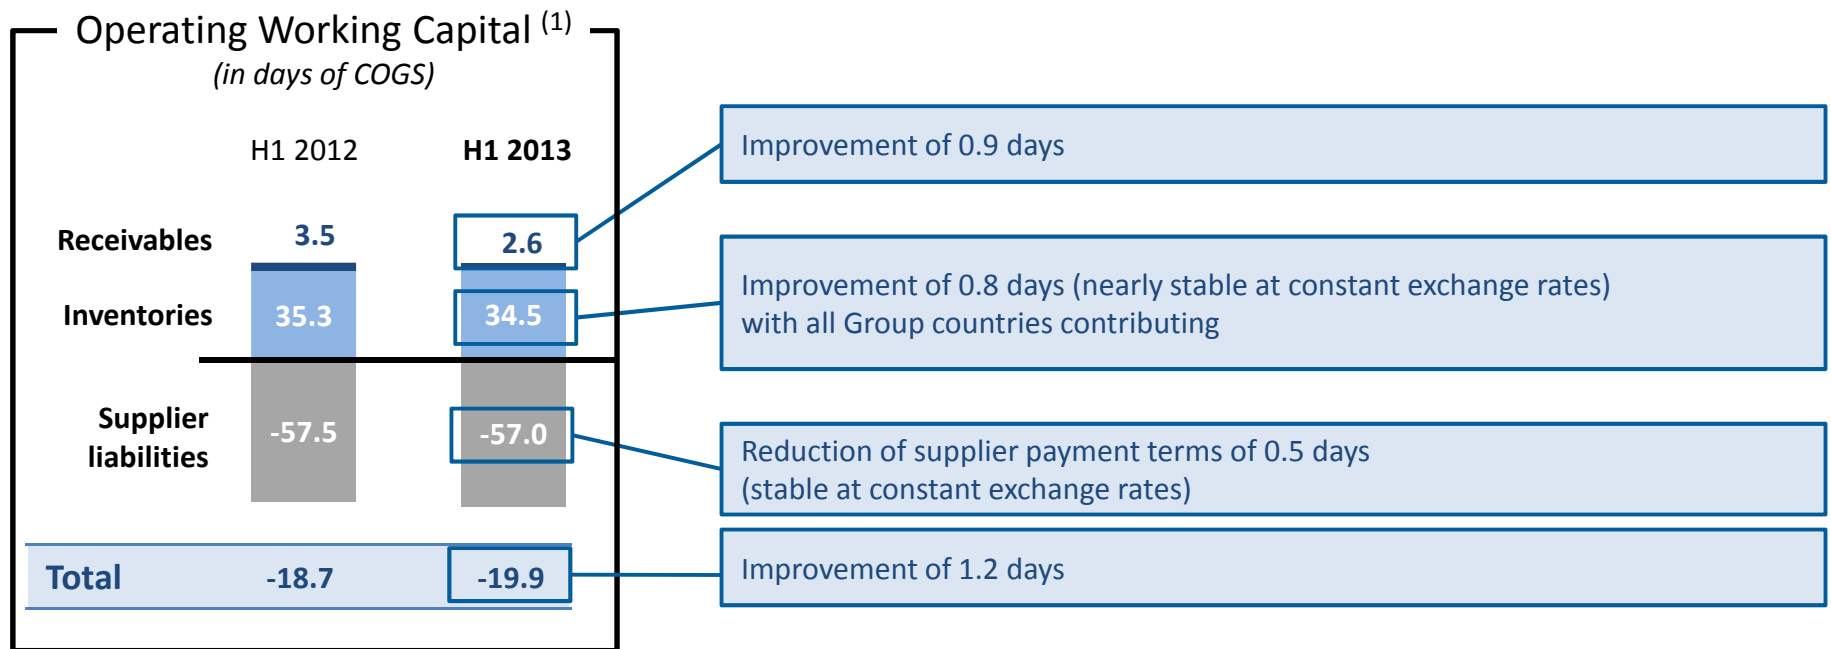 Operating Working Capital (1)
(in days of COGS)
H1 2012 H1 2013
Receivables 3.5 2.6
Inventories 35.3 34.5
Supplier
liabilities -57.5 -57.0
Total -18.7 -19.9
Improvement of 0.9 days
Improvement of 0.8 days (nearly stable at constant exchange rates)
with all Group countries contributing
Reduction of supplier payment terms of 0.5 days
(stable at constant exchange rates)
Improvement of 1.2 days